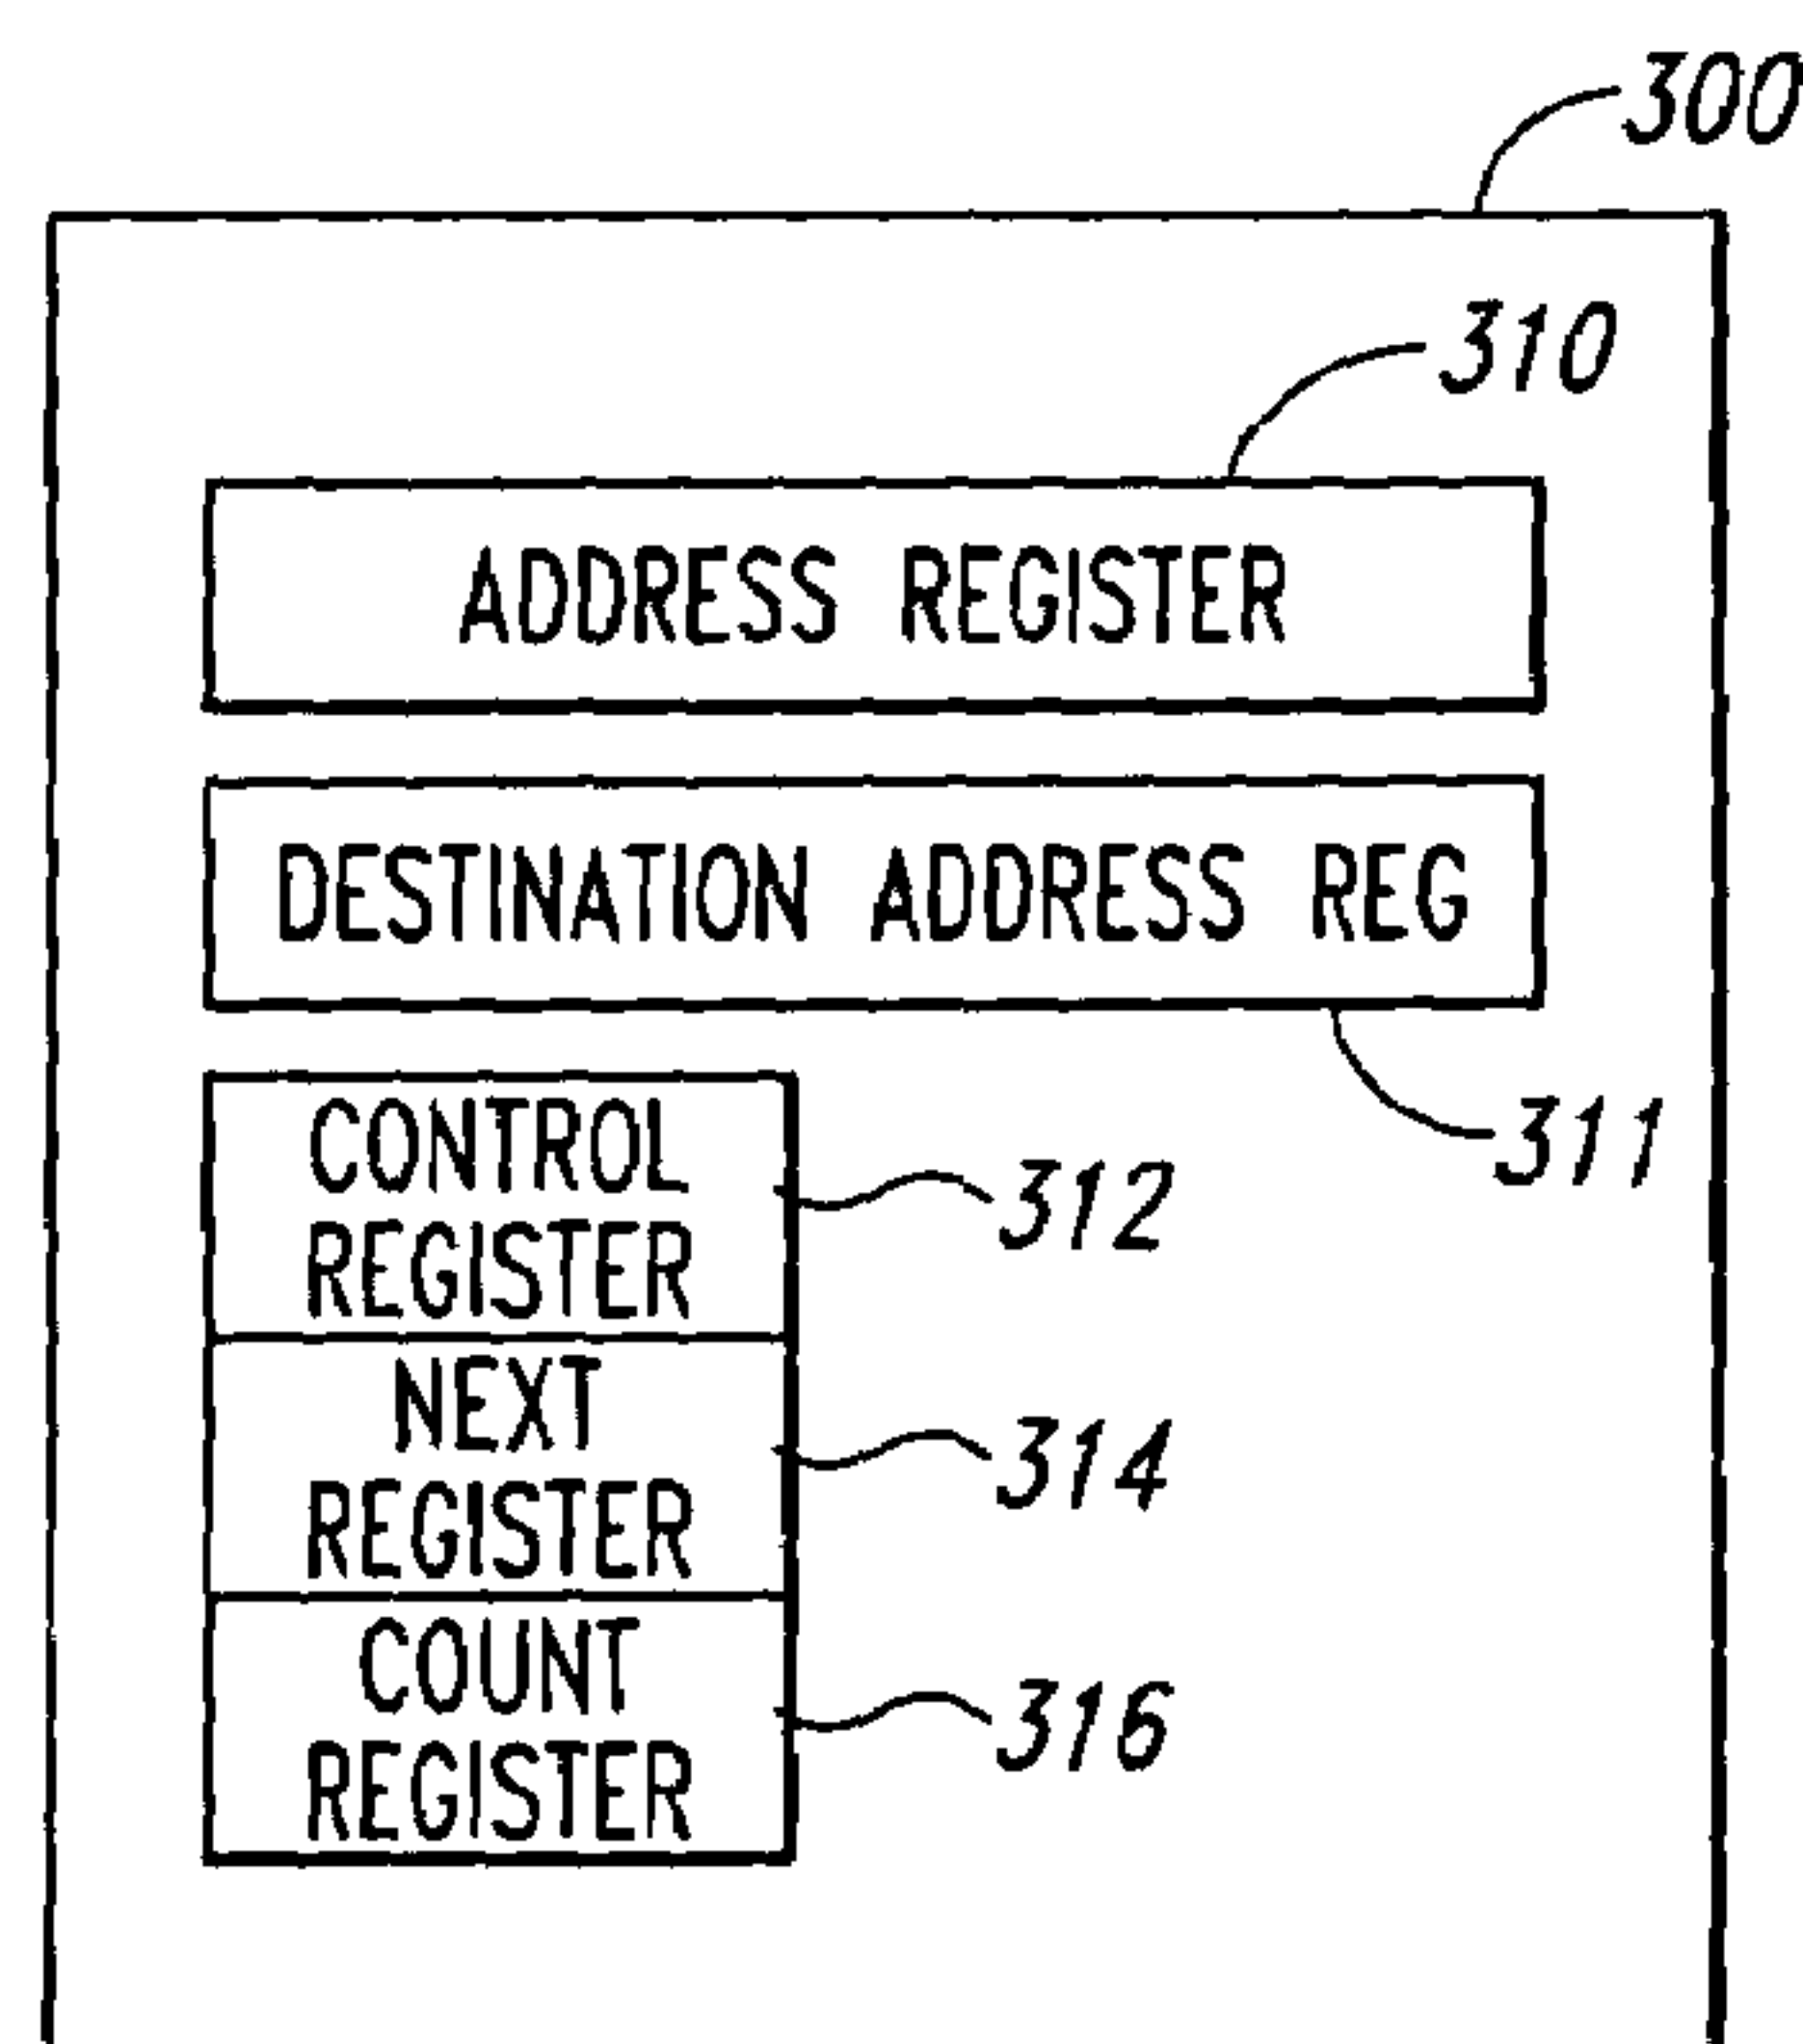 300
310
ADDRESS REGISTER
DESTINATION ADDRESS REG
311
CONTROL
REGISTER
312
NEXT
REGISTER
314
COUNT
REGISTER
316